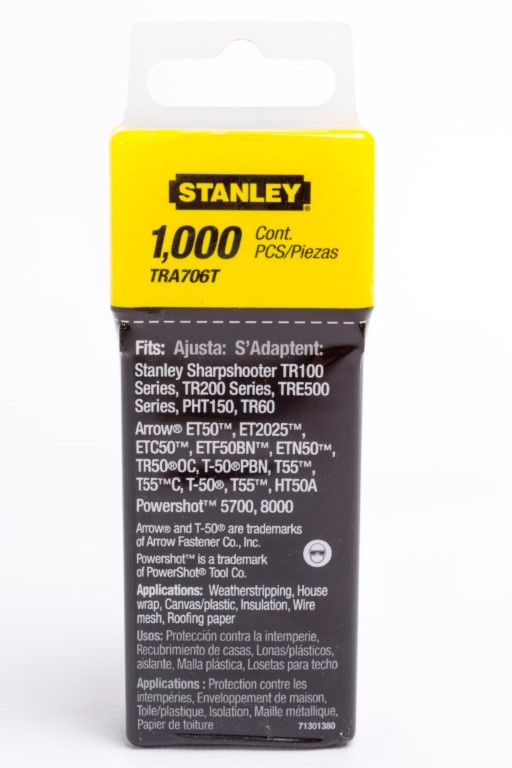 STANLEY®
1,000 Cont.
PCS/Piezas
TRA706T
Fits: Ajusta: S'Adaptent:
Stanley Sharpshooter TR100
Series, TR200 Series, TRE500
Series, PHT150, TR60
Arrow® ET50™, ET2025™,
ETC50™, ETF50BN™, ETN50™,
TR50®OC, T-50®PBN, T55™,
T55™C, T-50®, T55™, HT50A
Powershot™ 5700, 8000
Arrow® and T-50® are trademarks
of Arrow Fastener Co., Inc.
Powershot™ is a trademark
of PowerShot® Tool Co.
Applications: Weatherstripping, House
wrap, Canvas/plastic, Insulation, Wire
mesh, Roofing paper
Usos: Protección contra la intemperie,
Recubrimiento de casas, Lonas/plásticos,
aislante, Malla plástica, Losetas para techo
Applications : Protection contre les
intempéries, Enveloppement de maison,
Toile/plastique, Isolation, Maille métallique,
Papier de toiture
71301380